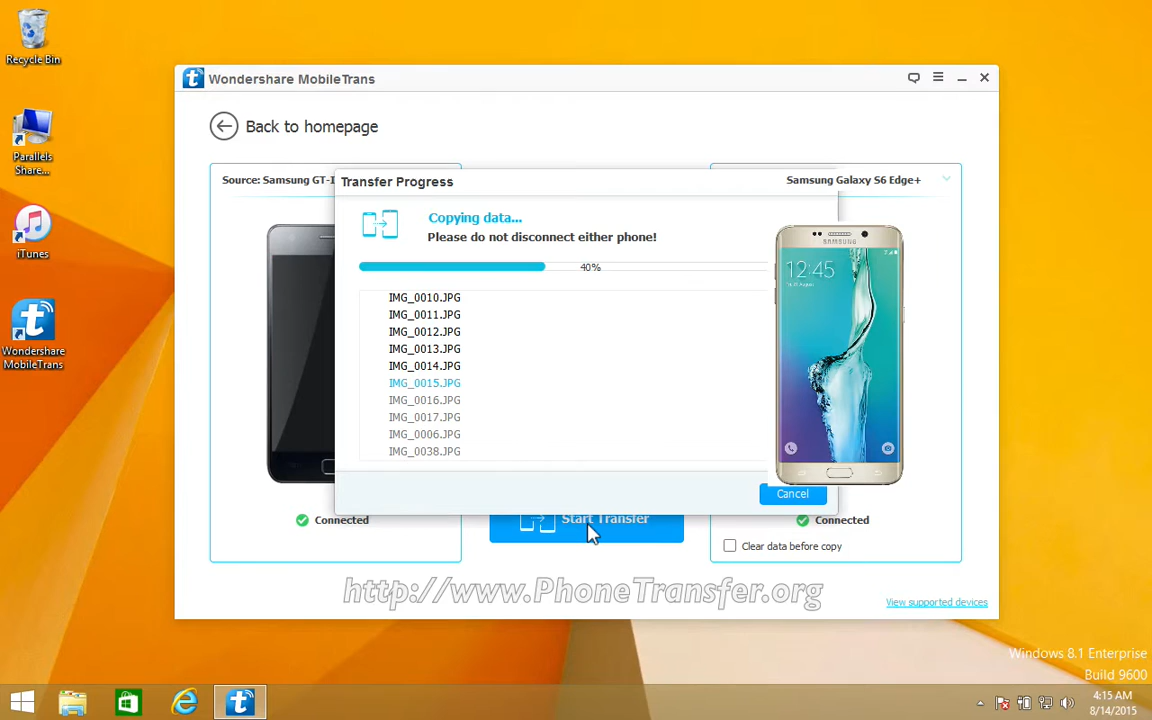 Recycle Bin
Parallels
Share...
iTunes
Wondershare
MobileTrans
Wondershare MobileTrans
Back to homepage
Source: Samsung GT-I
Transfer Progress
Samsung Galaxy S6 Edge+
Copying data...
Please do not disconnect either phone!
40%
IMG_0010.JPG
IMG_0011.JPG
IMG_0012.JPG
IMG_0013.JPG
IMG_0014.JPG
IMG_0015.JPG
IMG_0016.JPG
IMG_0017.JPG
IMG_0006.JPG
IMG_0038.JPG
SAMSUNG
12:45
SAMSUNG
Cancel
Connected
Start Transfer
Connected
Clear data before copy
http://www.PhoneTransfer.org
View supported devices
Windows 8.1 Enterprise
Build 9600
4:15 AM
8/14/2015